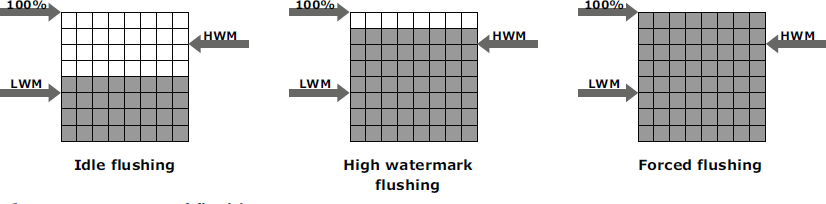 100%
HWM
LWM
Idle flushing
100%
HWM
LWM
High watermark
flushing
100%
HWM
LWM
Forced flushing